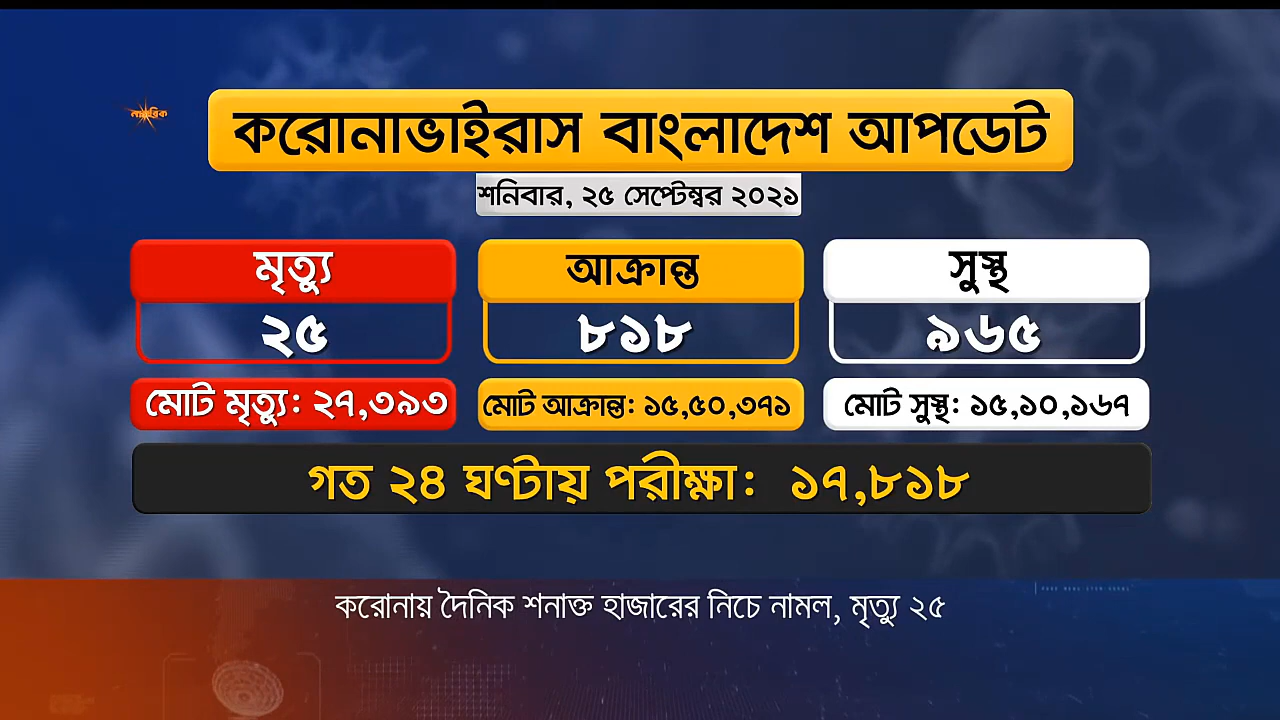 নাগরিক
করোনাভাইরাস বাংলাদেশ আপডেট
শনিবার, ২৫ সেপ্টেম্বর ২০২১
মৃত্যু
২৫
আক্রান্ত
৮১৮
সুস্থ
৯৬৫
মোট মৃত্যু: ২৭,৩৯৩
মোট আক্রান্ত: ১৫,৫০,৩৭১
মোট সুস্থ: ১৫,১০,১৬৭
গত ২৪ ঘণ্টায় পরীক্ষা: ১৭,৮১৮
করোনায় দৈনিক শনাক্ত হাজারের নিচে নামল, মৃত্যু ২৫